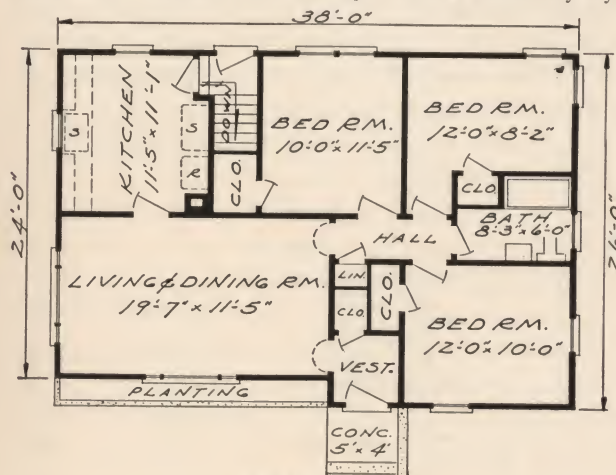 38'-0"
24'-0"
26'-0"
S
KITCHEN
11'-5" x 11'-1"
S
R
DOWN
CLO.
BED RM.
10'-0" x 11'-5"
BED RM.
12'-0" x 8'-2"
CLO.
BATH
8'-3" x 6'-0"
HALL
LIVING & DINING RM.
19'-7" x 11'-5"
LIN.
CLO.
CLO.
BED RM.
12'-0" x 10'-0"
VEST.
PLANTING
CONC.
5' x 4'